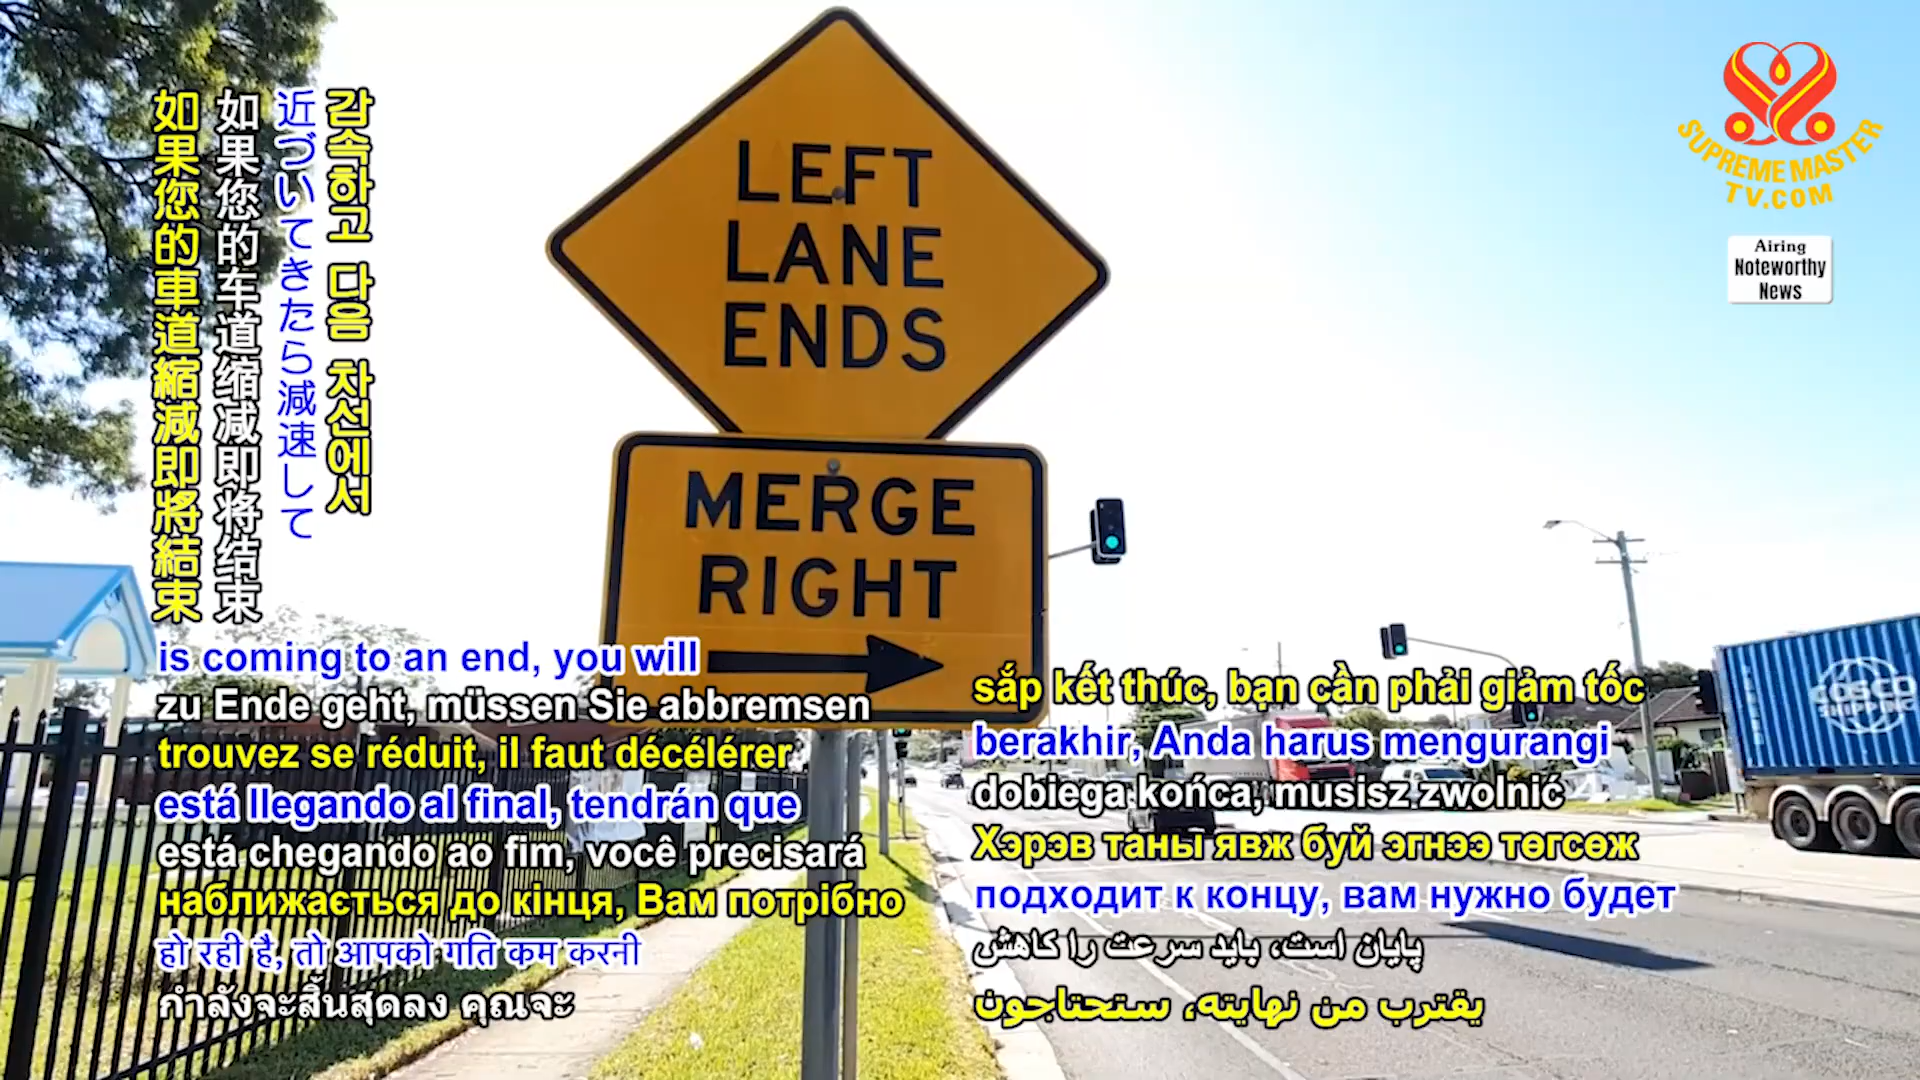 如果您的車道縮減即將結束
如果您的车道缩减即将结束
近づいてきたら減速して
감속하고 다음 차선에서
LEFT
LANE
ENDS
MERGE
RIGHT
SUPREME MASTER
TV.COM
Airing
Noteworthy
News
COSCO
SHIPPING
is coming to an end, you will
zu Ende geht, müssen Sie abbremsen
trouvez se réduit, il faut décélérer
está llegando al final, tendrán que
está chegando ao fim, você precisará
наближається до кінця, Вам потрібно
हो रही है, तो आपको गति कम करनी
กำลังจะสิ้นสุดลง คุณจะ
sắp kết thúc, bạn cần phải giảm tốc
berakhir, Anda harus mengurangi
dobiega końca, musisz zwolnić
Хэрэв таны явж буй эгнээ төгсөж
подходит к концу, вам нужно будет
پایان است، باید سرعت را کاهش
يقترب من نهايته، ستحتاجون